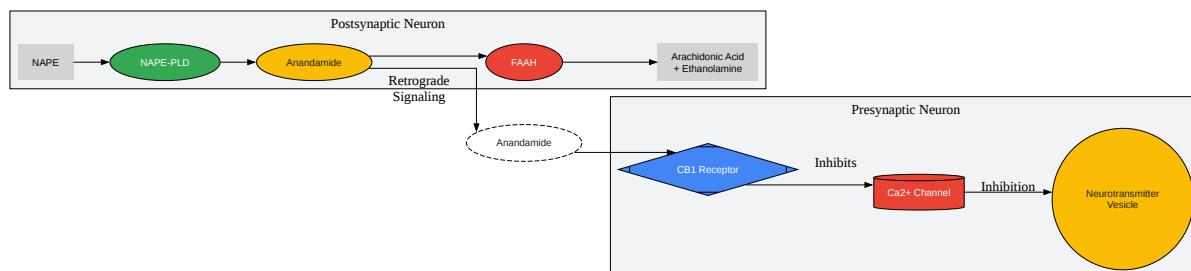 Postsynaptic Neuron
NAPE
NAPE-PLD
Anandamide
FAAH
Arachidonic Acid
+ Ethanolamine
Retrograde
Signaling
Anandamide
Presynaptic Neuron
CB1 Receptor
Inhibits
Ca2+ Channel
Inhibition
Neurotransmitter
Vesicle